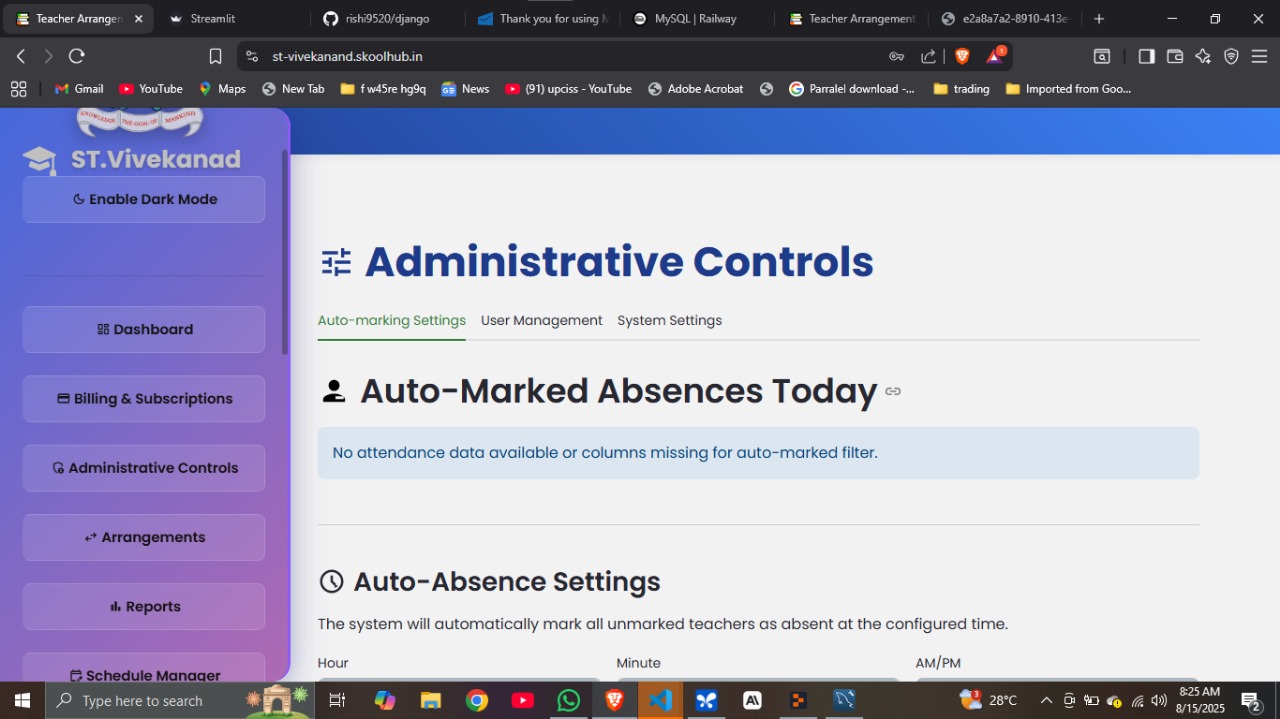 Teacher Arrangen
Streamlit
rishi9520/django
Thank you for using M
MySQL | Railway
Teacher Arrangement
e2a8a7a2-8910-413e-
st-vivekanand.skoolhub.in
1
Gmail
YouTube
Maps
New Tab
f w45re hg9q
News
(91) upciss - YouTube
Adobe Acrobat
Parralel download -...
trading
Imported from Goo...
KNOWLEDGE THE GOAL OF MANKIND
ST.Vivekanad
Enable Dark Mode
Dashboard
Billing & Subscriptions
Administrative Controls
Arrangements
Reports
Schedule Manager
Administrative Controls
Auto-marking Settings
User Management
System Settings
Auto-Marked Absences Today
No attendance data available or columns missing for auto-marked filter.
Auto-Absence Settings
The system will automatically mark all unmarked teachers as absent at the configured time.
Hour
Minute
AM/PM
Type here to search
3
28°C
8:25 AM
8/15/2025
2